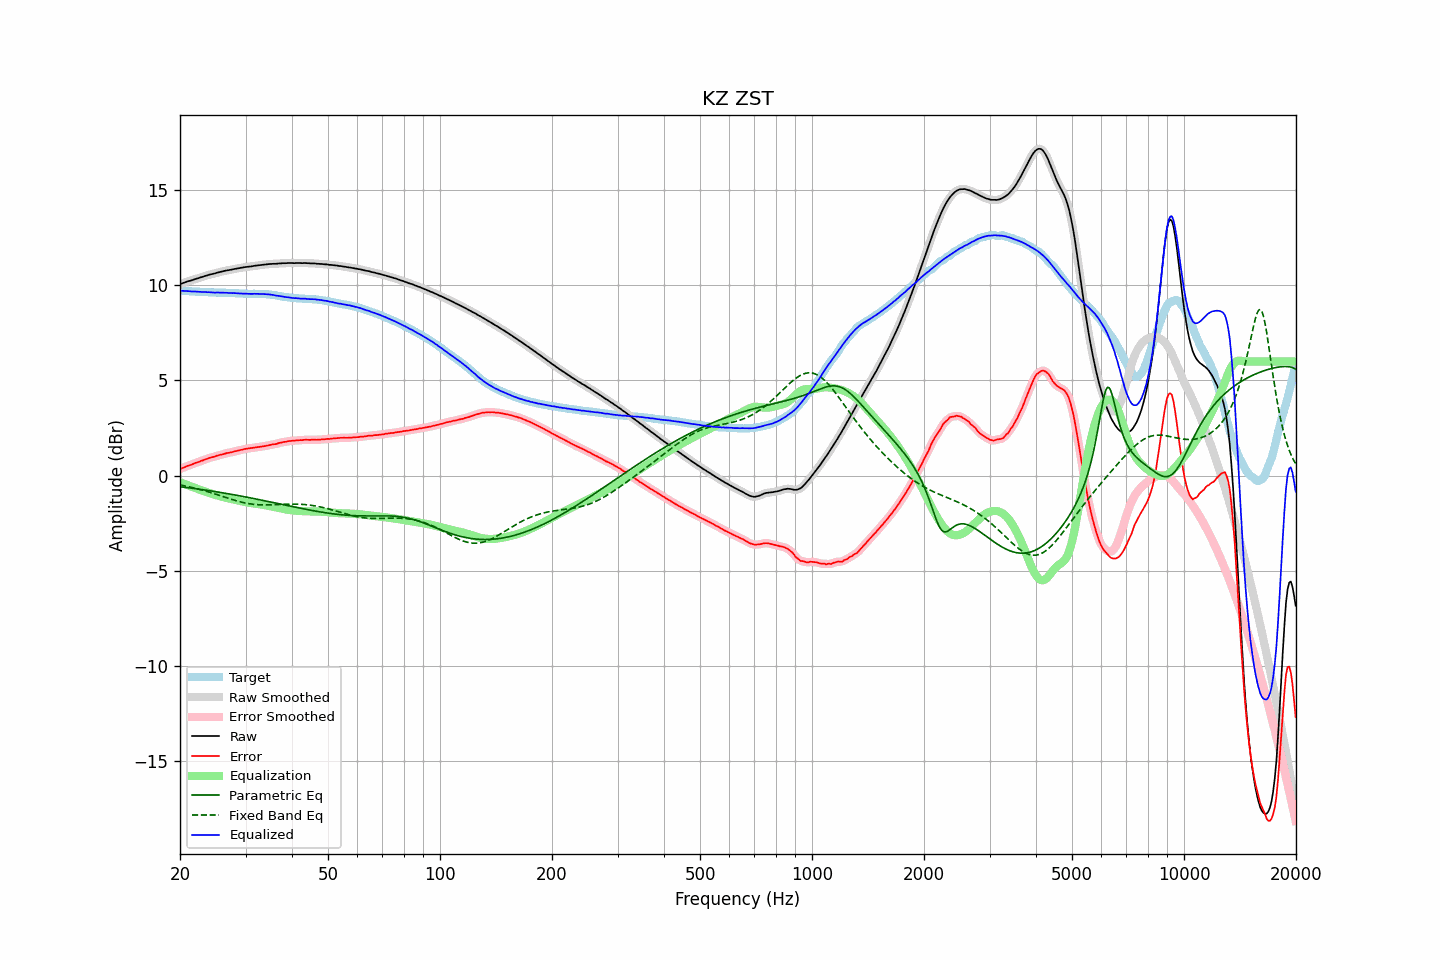 KZ ZST
Amplitude (dBr)
15
10
5
0
−5
−10
−15
Target
Raw Smoothed
Error Smoothed
Raw
Error
Equalization
Parametric Eq
Fixed Band Eq
Equalized
20
50
100
200
500
1000
2000
5000
10000
20000
Frequency (Hz)